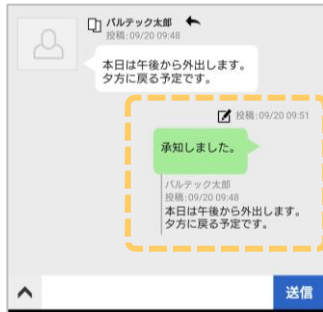 バルテック太郎
投稿:09/20 09:48
本日は午後から外出します。
夕方に戻る予定です。
投稿:09/20 09:51
承知しました。
バルテック太郎
投稿:09/20 09:48
本日は午後から外出します。
夕方に戻る予定です。
送信